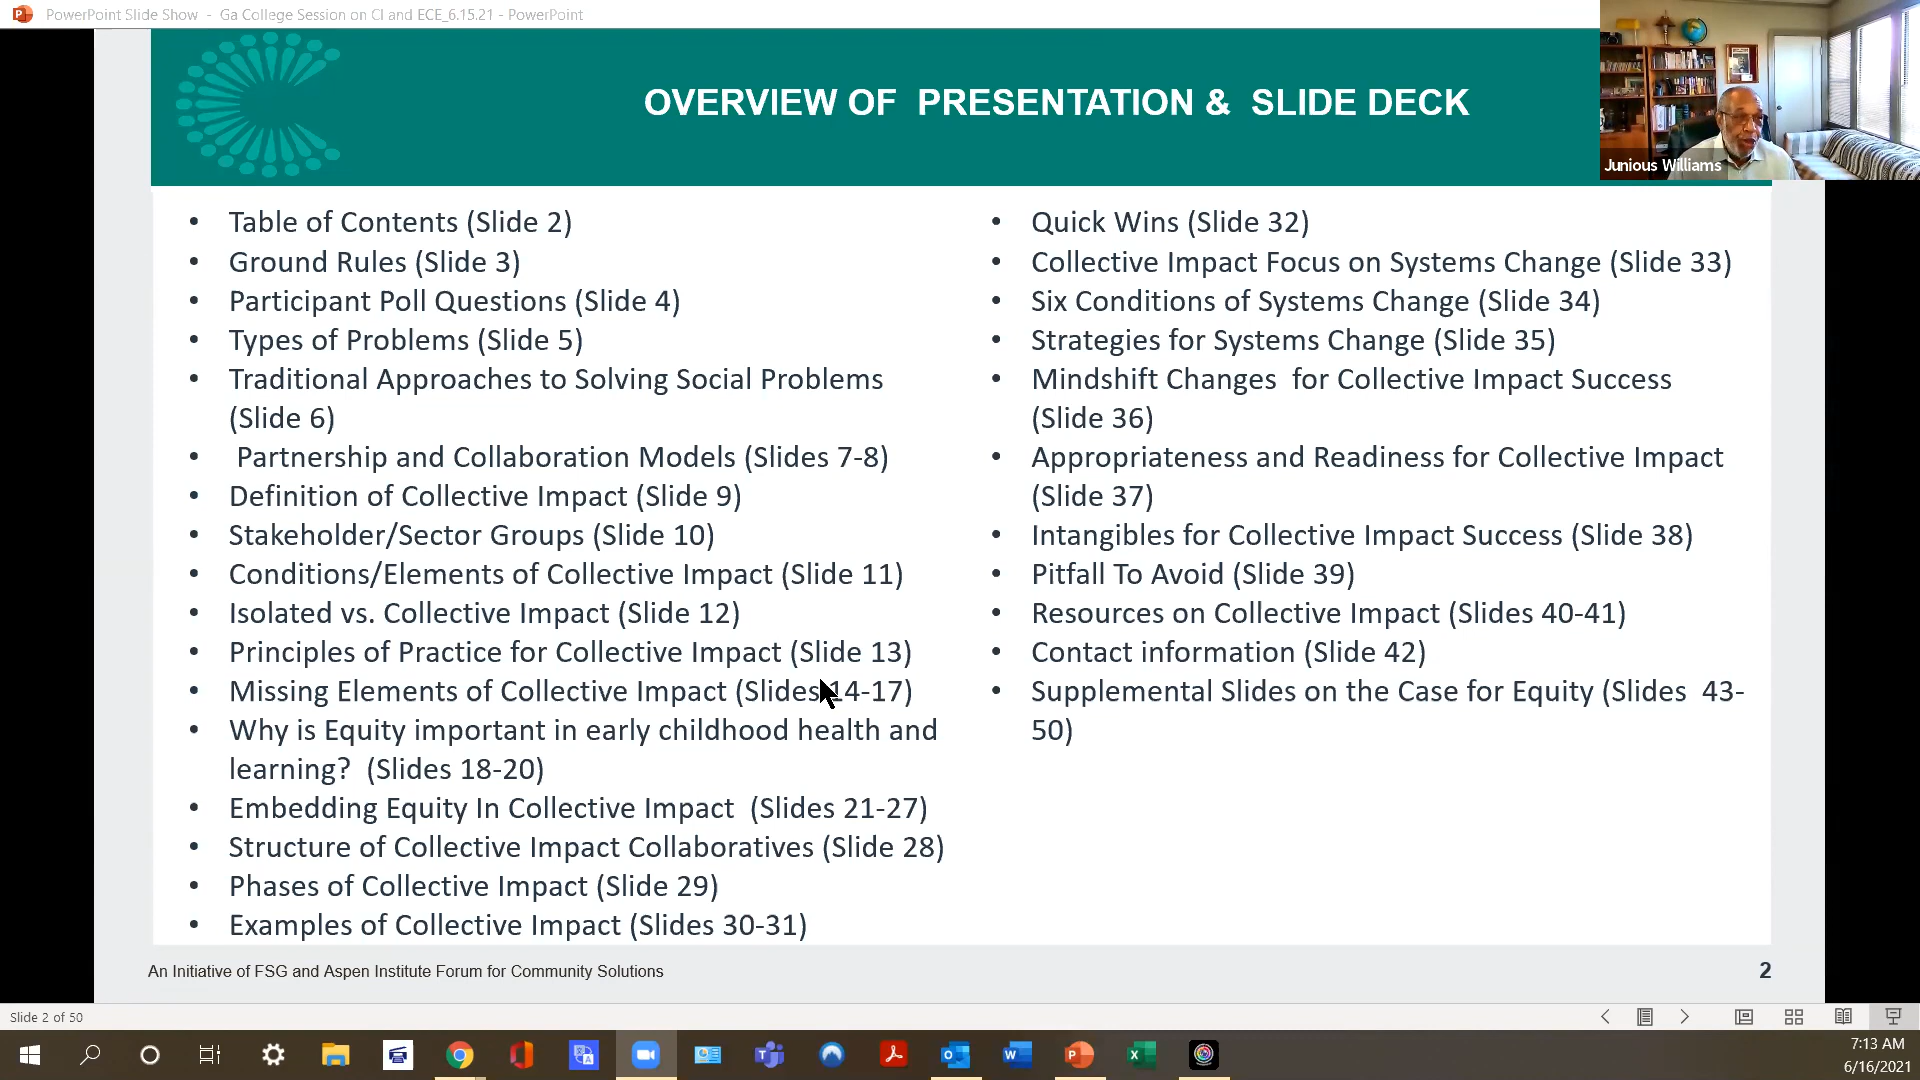 PowerPoint Slide Show - Ga College Session on CI and ECE_6.15.21 - PowerPoint
OVERVIEW OF PRESENTATION & SLIDE DECK
Junious Williams
• Table of Contents (Slide 2)
• Ground Rules (Slide 3)
• Participant Poll Questions (Slide 4)
• Types of Problems (Slide 5)
• Traditional Approaches to Solving Social Problems
(Slide 6)
• Partnership and Collaboration Models (Slides 7-8)
• Definition of Collective Impact (Slide 9)
• Stakeholder/Sector Groups (Slide 10)
• Conditions/Elements of Collective Impact (Slide 11)
• Isolated vs. Collective Impact (Slide 12)
• Principles of Practice for Collective Impact (Slide 13)
• Missing Elements of Collective Impact (Slides 14-17)
• Why is Equity important in early childhood health and
learning? (Slides 18-20)
• Embedding Equity In Collective Impact (Slides 21-27)
• Structure of Collective Impact Collaboratives (Slide 28)
• Phases of Collective Impact (Slide 29)
• Examples of Collective Impact (Slides 30-31)
• Quick Wins (Slide 32)
• Collective Impact Focus on Systems Change (Slide 33)
• Six Conditions of Systems Change (Slide 34)
• Strategies for Systems Change (Slide 35)
• Mindshift Changes for Collective Impact Success
(Slide 36)
• Appropriateness and Readiness for Collective Impact
(Slide 37)
• Intangibles for Collective Impact Success (Slide 38)
• Pitfall To Avoid (Slide 39)
• Resources on Collective Impact (Slides 40-41)
• Contact information (Slide 42)
• Supplemental Slides on the Case for Equity (Slides 43-
50)
An Initiative of FSG and Aspen Institute Forum for Community Solutions
2
Slide 2 of 50
7:13 AM
6/16/2021